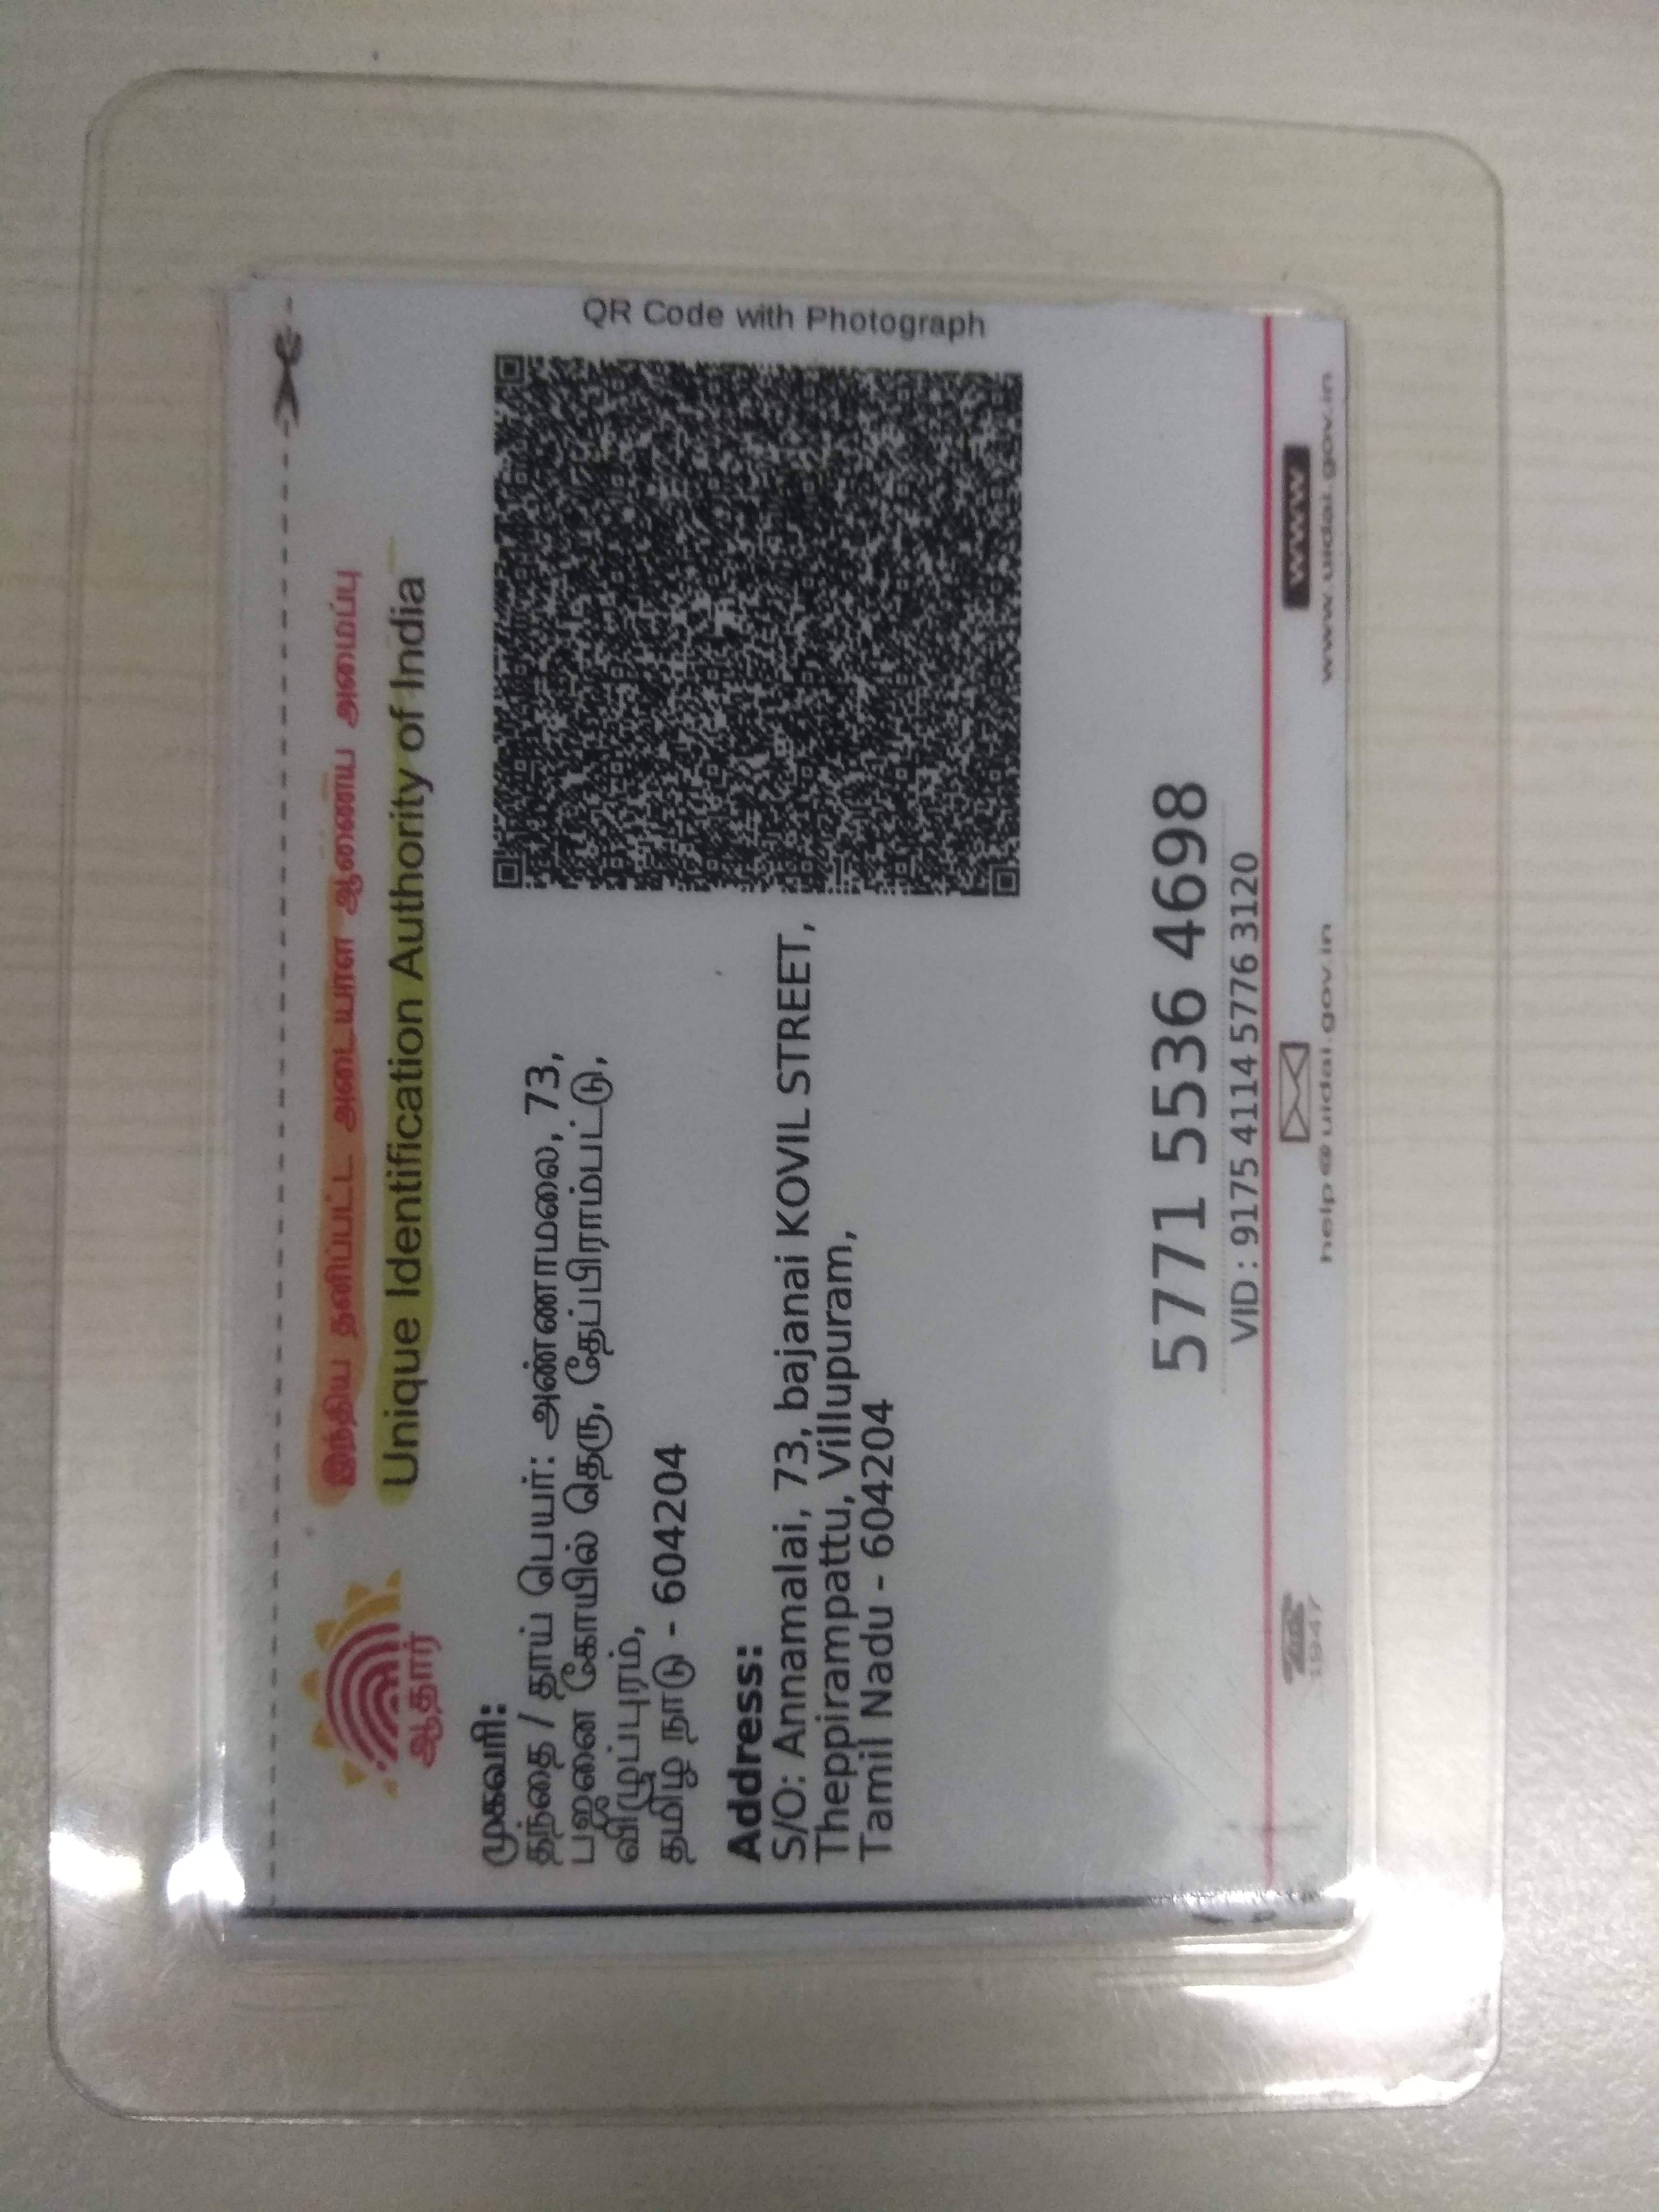 இந்திய தனிப்பட்ட அடையாள ஆணைய அமைப்பு
Unique Identification Authority of India
ஆதார்
முகவரி:
தந்தை / தாய் பெயர்: அண்ணாமலை, 73,
பஜனை கோயில் தெரு, தேப்பிராம்பட்டு,
விழுப்புரம்,
தமிழ் நாடு - 604204
Address:
S/O: Annamalai, 73, bajanai KOVIL STREET,
Theppirampattu, Villupuram,
Tamil Nadu - 604204
QR Code with Photograph
5771 5536 4698
VID : 9175 4114 5776 3120
1947
help @ uidai.gov.in
www
www.uidai.gov.in